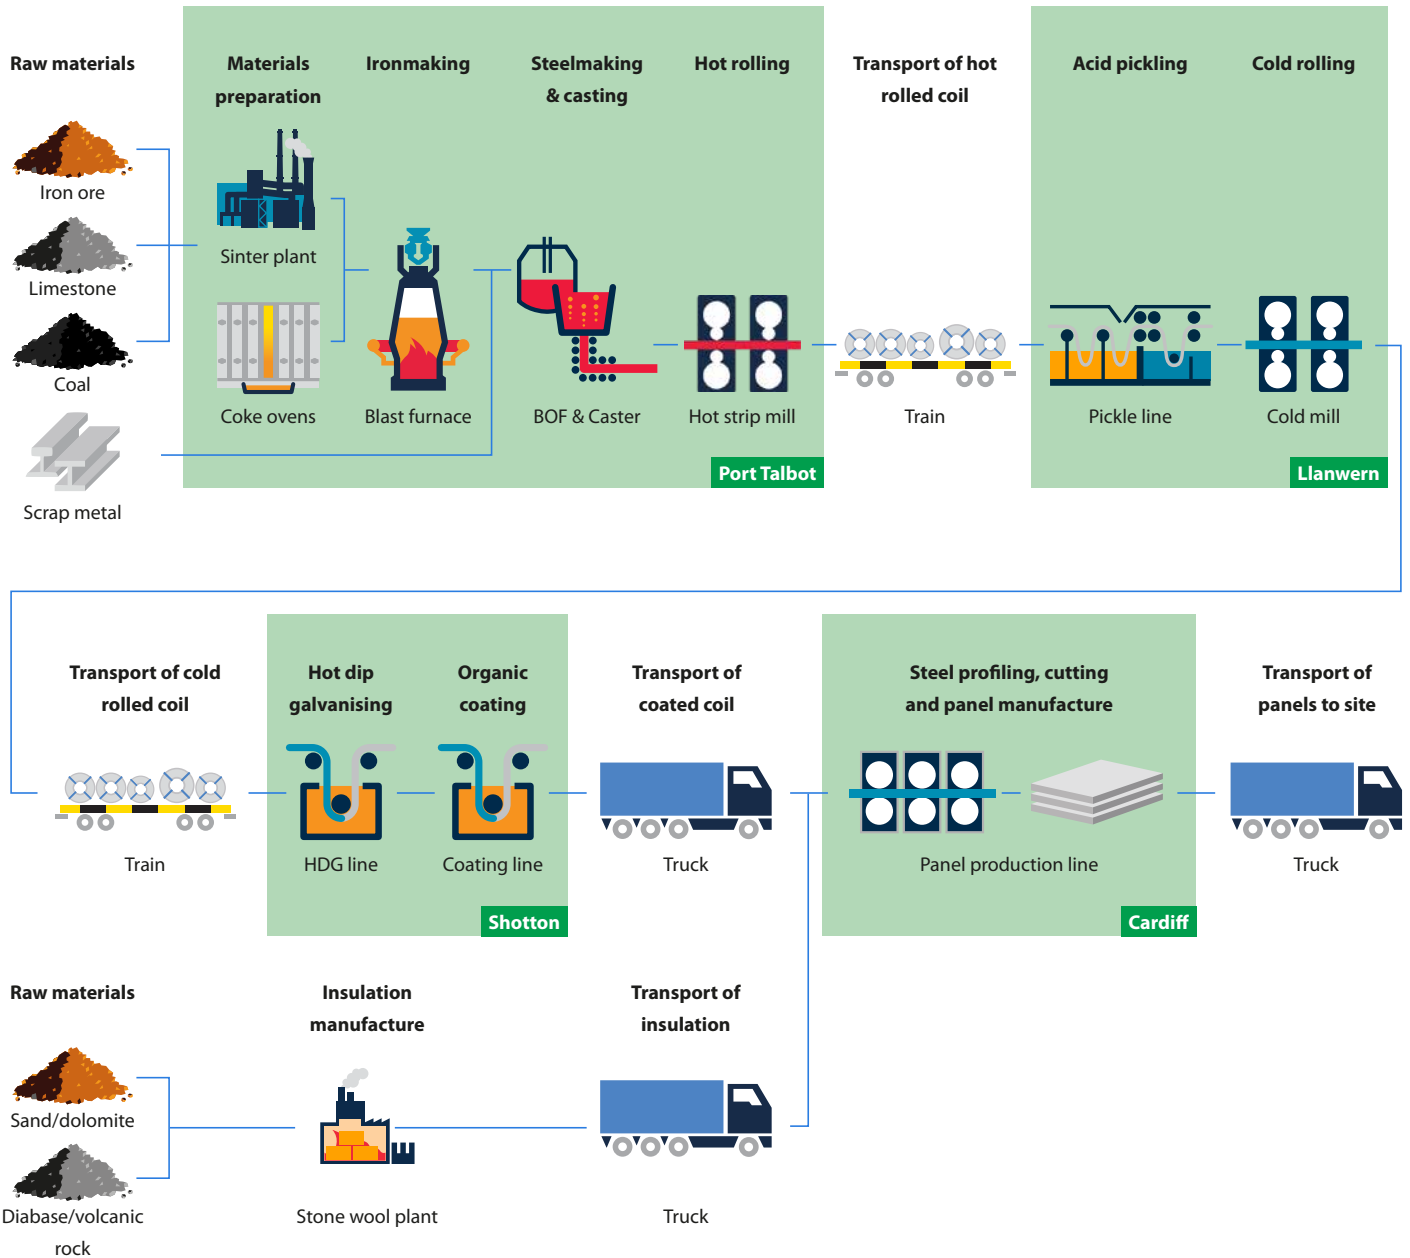 Raw materials
Materials
preparation
Ironmaking
Steelmaking
& casting
Hot rolling
Transport of hot
rolled coil
Acid pickling
Cold rolling
Iron ore
Limestone
Coal
Scrap metal
Sinter plant
Coke ovens
Blast furnace
BOF & Caster
Hot strip mill
Train
Pickle line
Cold mill
Port Talbot
Llanwern
Transport of cold
rolled coil
Hot dip
galvanising
Organic
coating
Transport of
coated coil
Steel profiling, cutting
and panel manufacture
Transport of
panels to site
Train
HDG line
Coating line
Truck
Panel production line
Truck
Shotton
Cardiff
Raw materials
Insulation
manufacture
Transport of
insulation
Sand/dolomite
Diabase/volcanic
rock
Stone wool plant
Truck